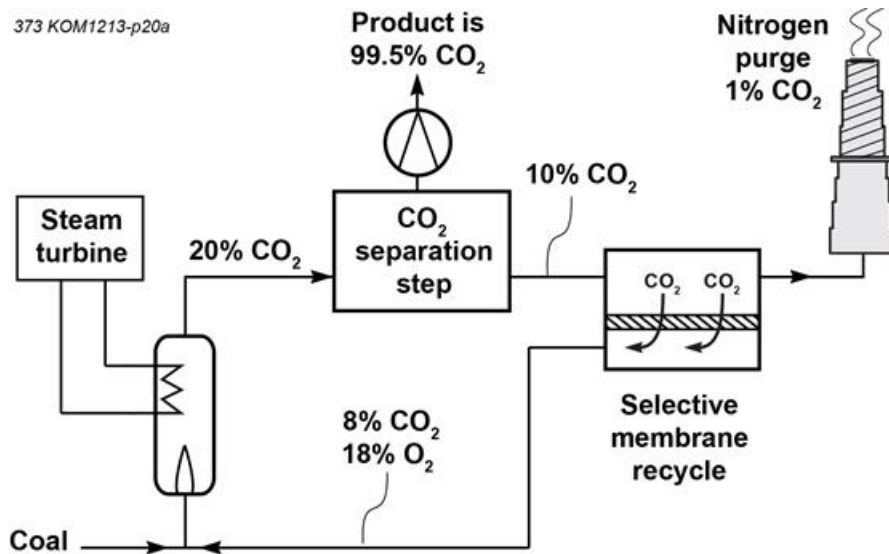 373 KOM1213-p20a
Product is
99.5% CO₂
Nitrogen
purge
1% CO₂
Steam
turbine
20% CO₂
CO₂
separation
step
10% CO₂
CO₂ CO₂
Selective
membrane
recycle
8% CO₂
18% O₂
Coal